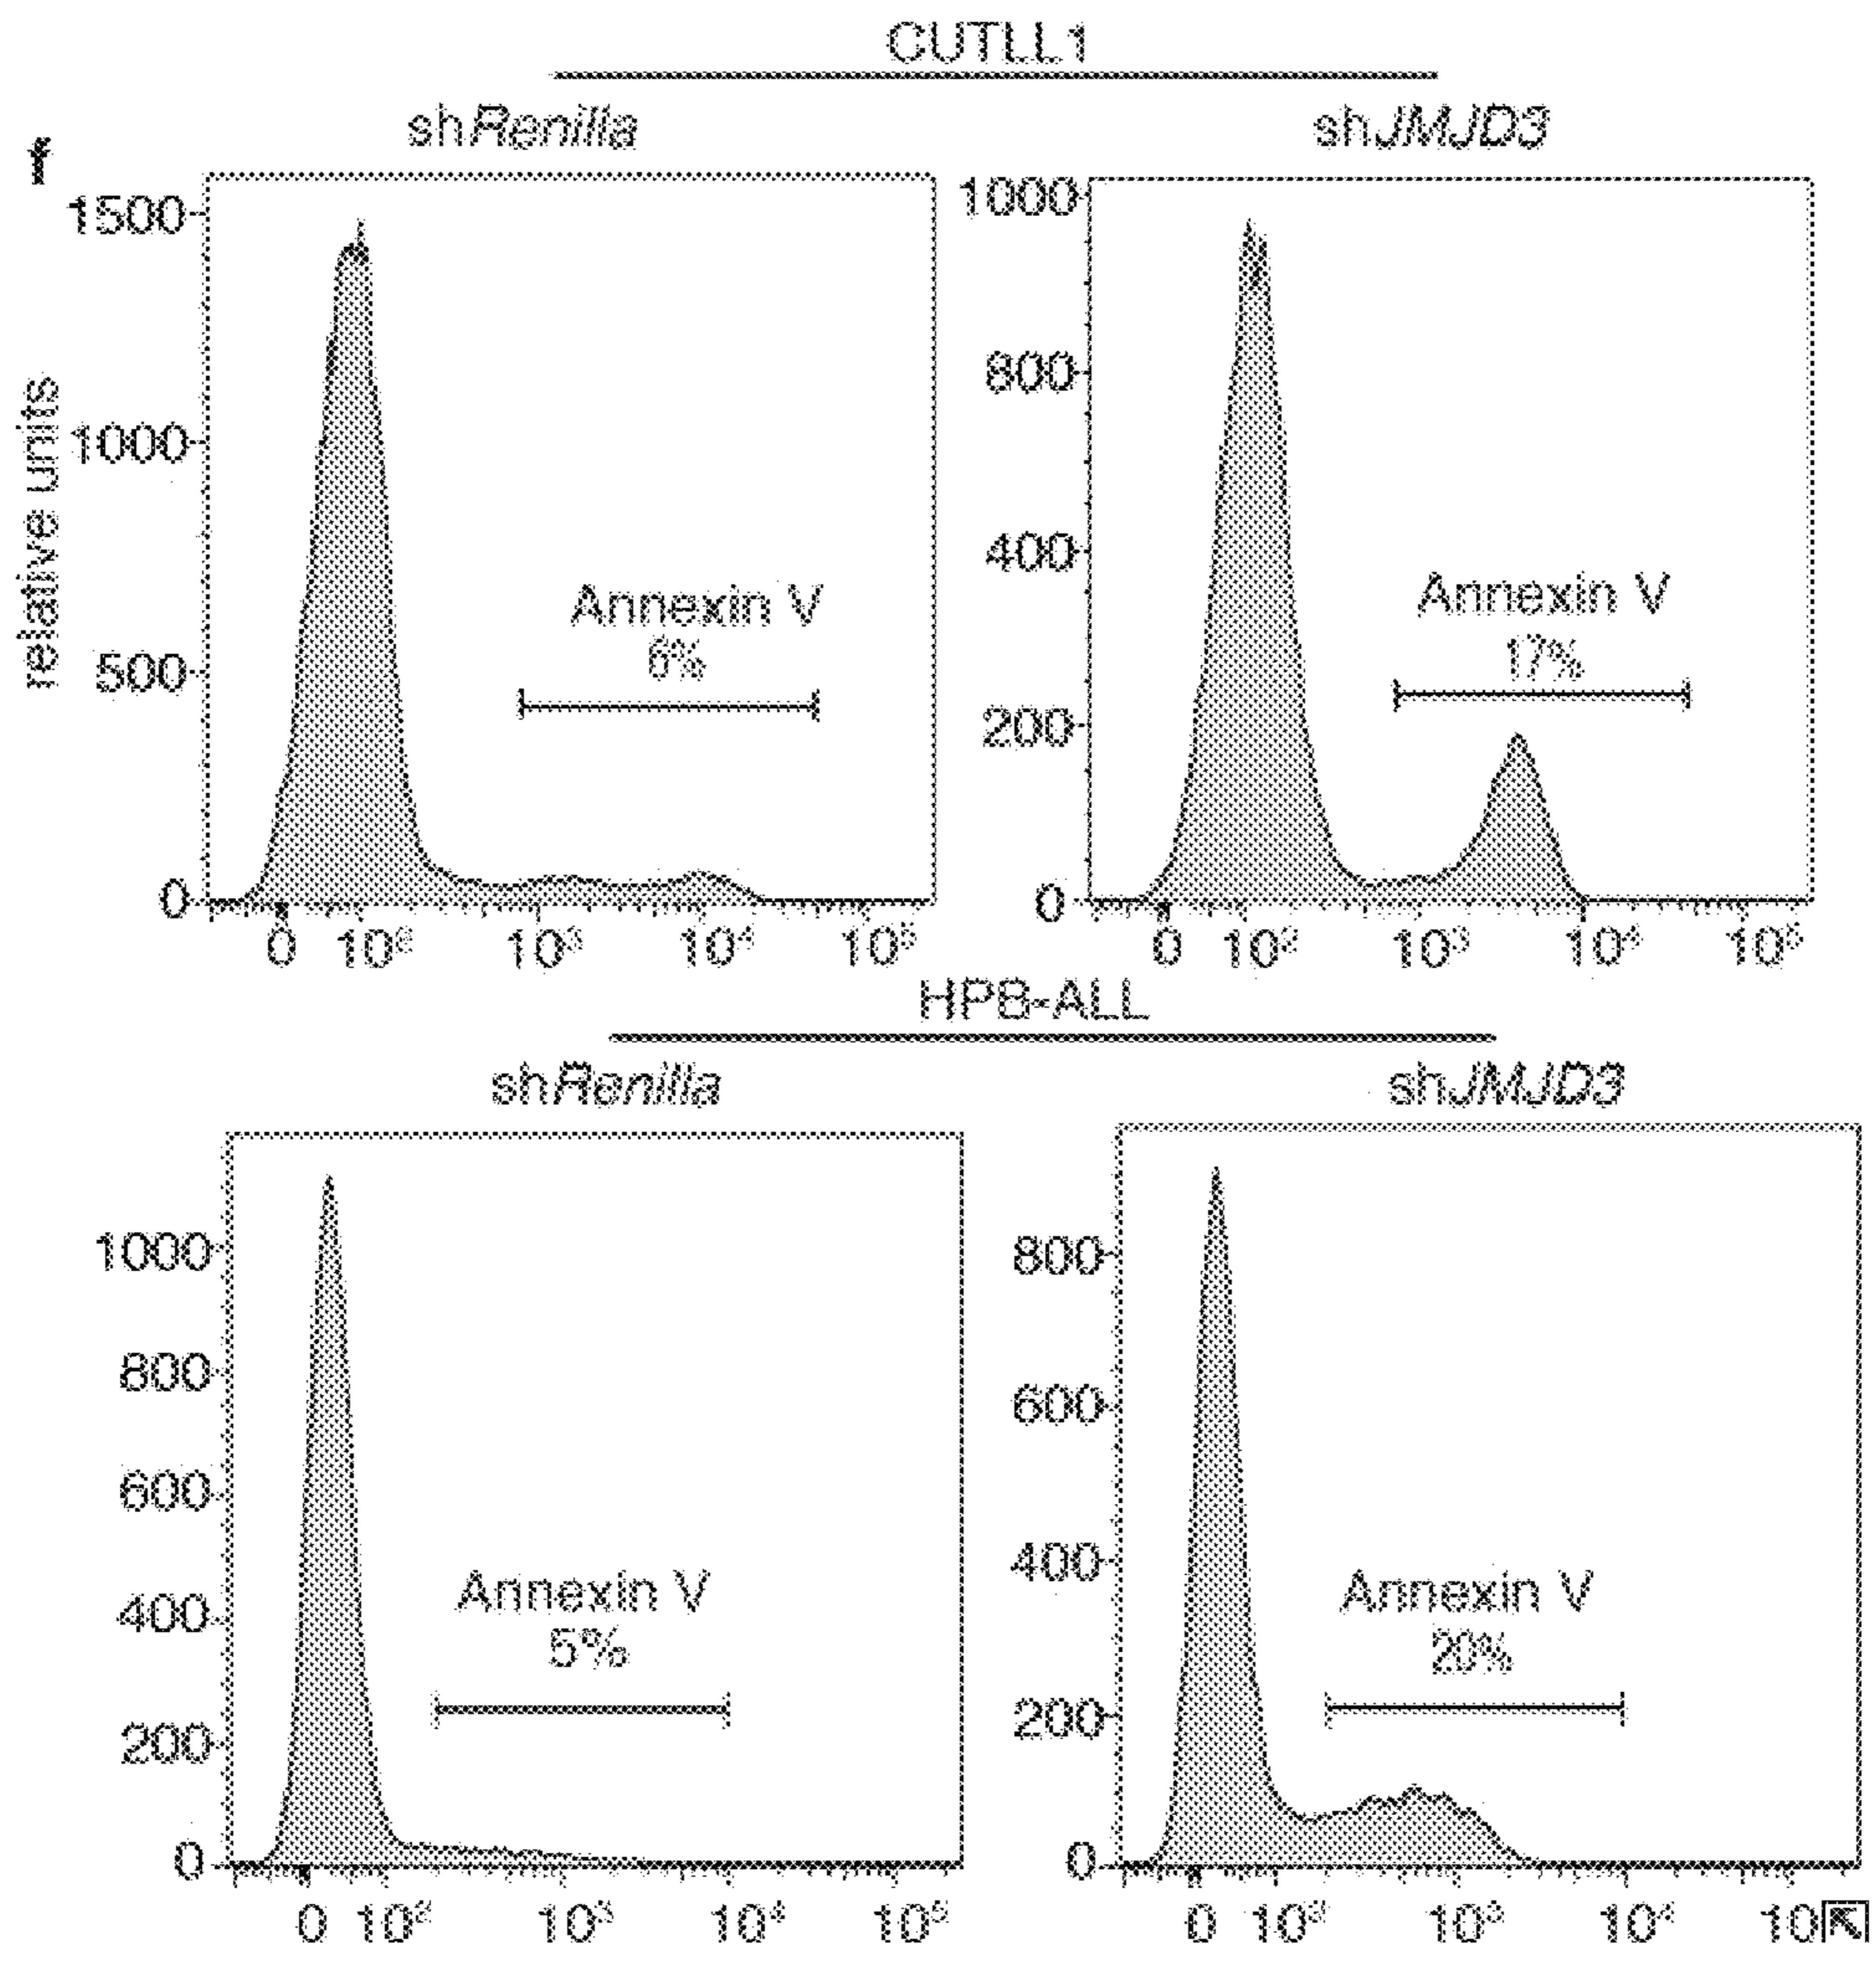 CUTLL1
shRenilla
shJMJD3
f
relative units
1500
1000
500
0
Annexin V
6%
0 10² 10³ 10⁴ 10⁵
1000
800
400
200
0
Annexin V
17%
0 10² 10³ 10⁴ 10⁵
HPB-ALL
shRenilla
shJMJD3
1000
800
600
400
200
0
Annexin V
5%
0 10² 10³ 10⁴ 10⁵
800
600
400
200
0
Annexin V
20%
0 10² 10³ 10⁴ 10